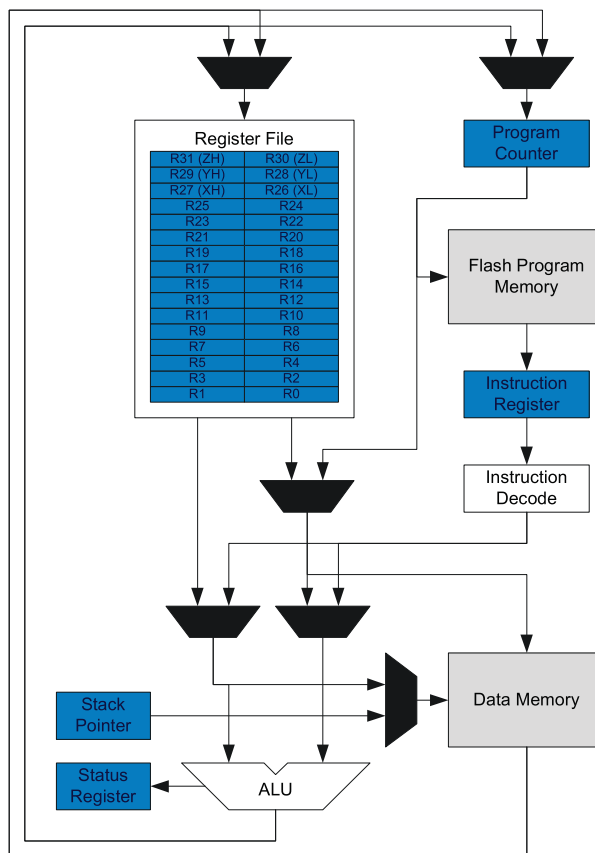 Program
Counter
Register File
R31 (ZH) R30 (ZL)
R29 (YH) R28 (YL)
R27 (XH) R26 (XL)
R25 R24
R23 R22
R21 R20
R19 R18
R17 R16
R15 R14
R13 R12
R11 R10
R9 R8
R7 R6
R5 R4
R3 R2
R1 R0
Flash Program
Memory
Instruction
Register
Instruction
Decode
Stack
Pointer
Data Memory
Status
Register
ALU